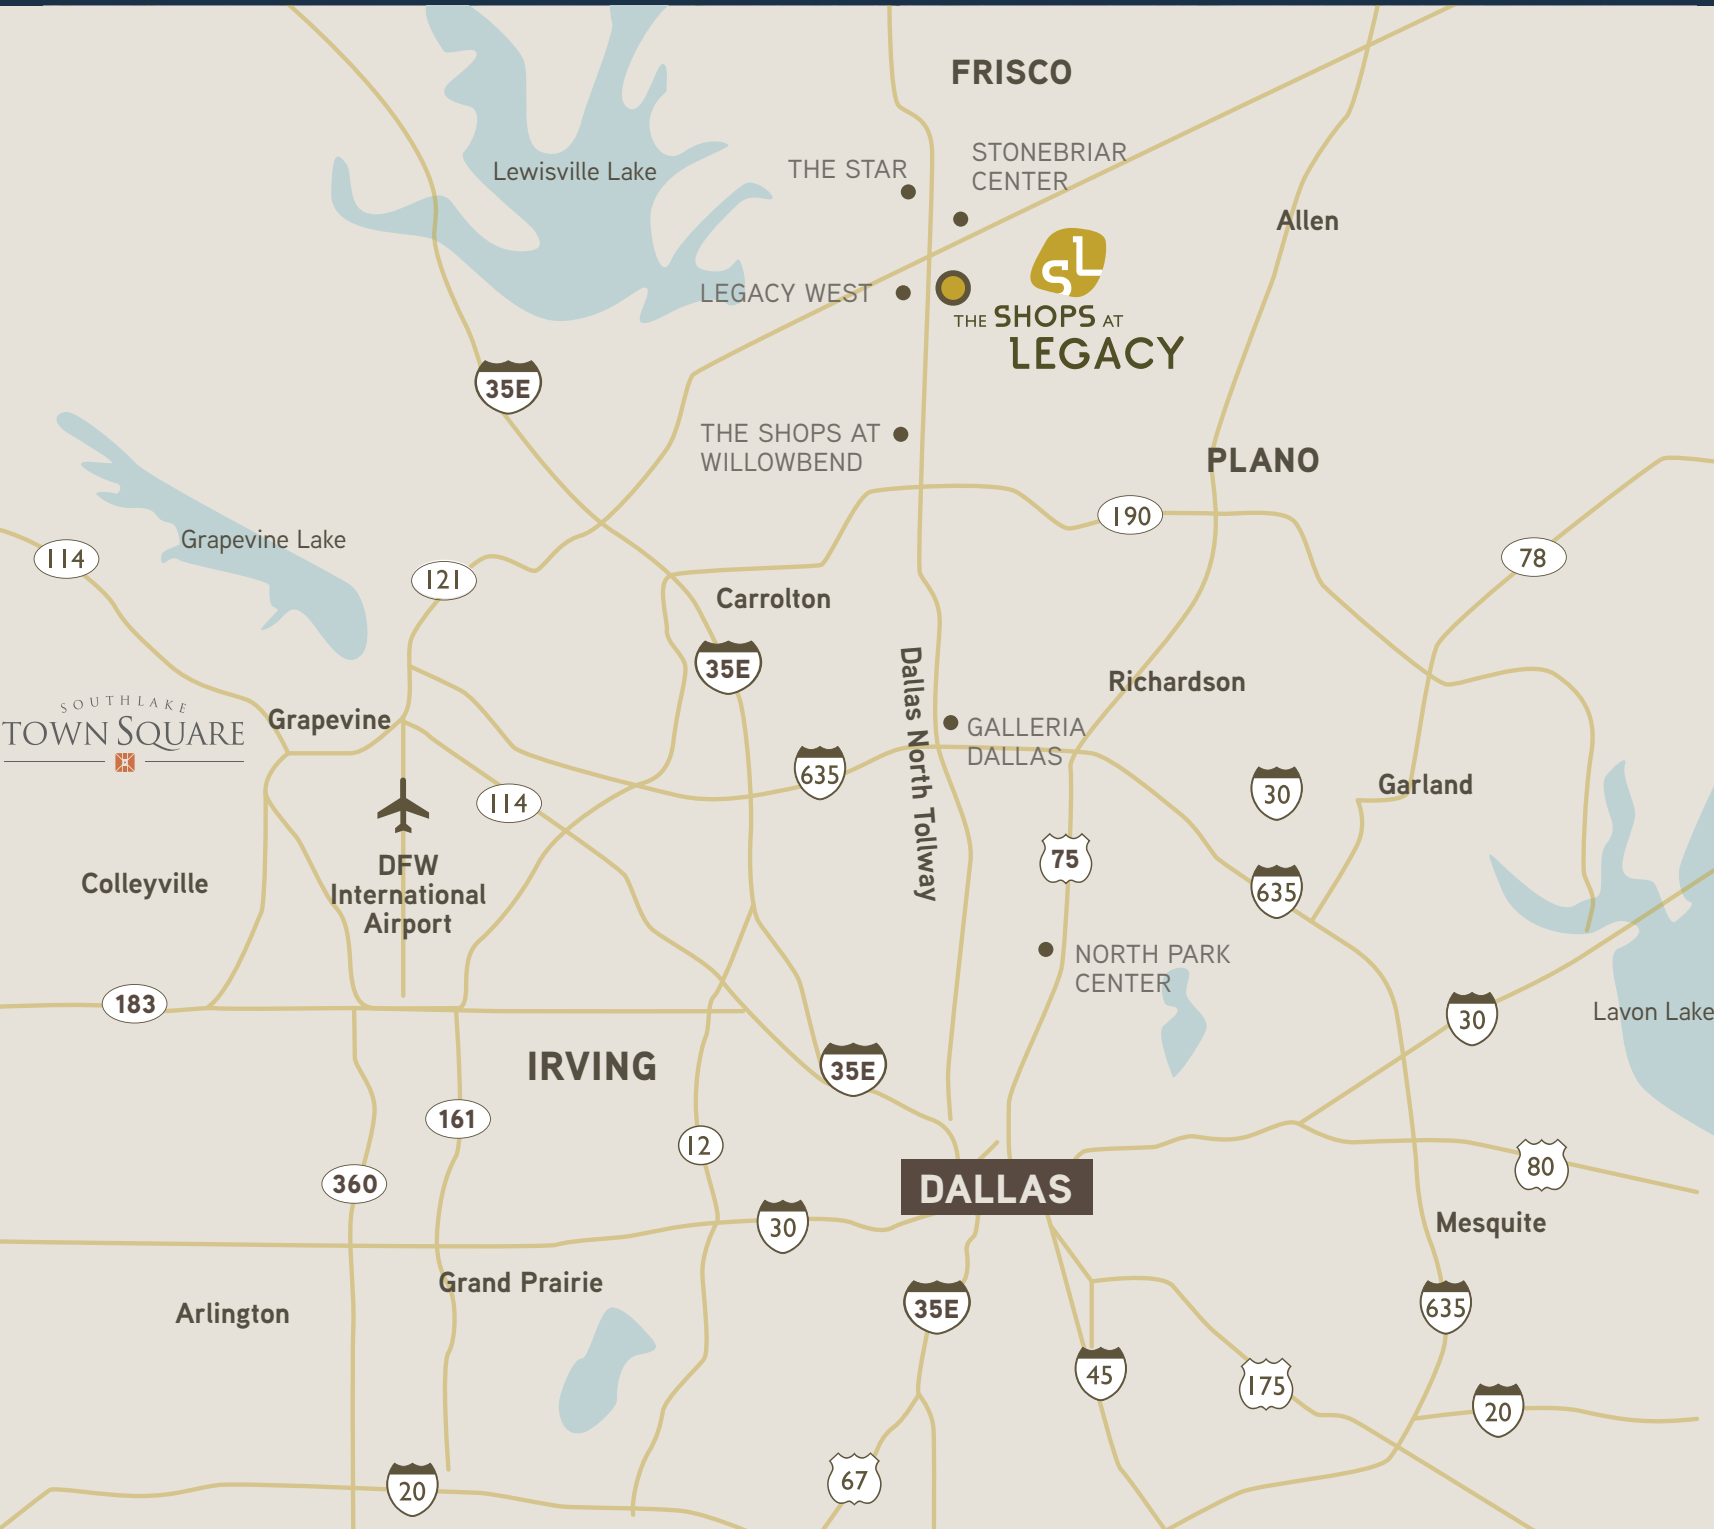 FRISCO
STONEBRIAR
CENTER
THE STAR
Lewisville Lake
Allen
SL
LEGACY WEST
THE SHOPS AT
LEGACY
35E
THE SHOPS AT
WILLOWBEND
PLANO
190
Grapevine Lake
114
78
121
Carrolton
35E
Dallas North Tollway
Richardson
SOUTHLAKE
TOWN SQUARE
Grapevine
GALLERIA
DALLAS
635
30
Garland
114
75
DFW
International
Airport
Colleyville
635
NORTH PARK
CENTER
183
30
Lavon Lake
IRVING
35E
161
12
80
360
DALLAS
30
Mesquite
Grand Prairie
Arlington
35E
635
45
175
20
67
20